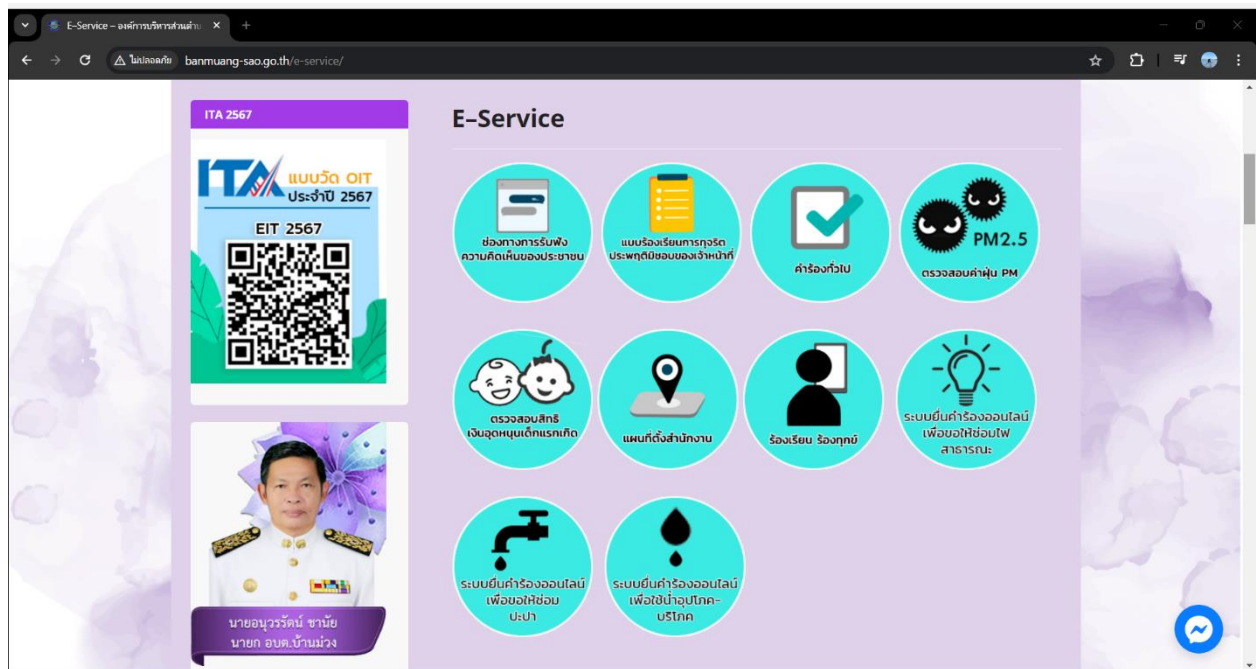 E-Service – องค์การบริหารส่วนตำบ
ไม่ปลอดภัย
banmuang-sao.go.th/e-service/
ITA 2567
ITA แบบวัด OIT
ประจำปี 2567
EIT 2567
นายอนุวรรัตน์ ชานัย
นายก อบต.บ้านม่วง
E-Service
ช่องทางการรับฟัง
ความคิดเห็นของประชาชน
แบบร้องเรียนการทุจริต
ประพฤติมิชอบของเจ้าหน้าที่
คำร้องทั่วไป
PM2.5
ตรวจสอบค่าฝุ่น PM
ตรวจสอบสิทธิ
เงินอุดหนุนเด็กแรกเกิด
แผนที่ตั้งสำนักงาน
ร้องเรียน ร้องทุกข์
ระบบยื่นคำร้องออนไลน์
เพื่อขอให้ซ่อมไฟ
สาธารณะ
ระบบยื่นคำร้องออนไลน์
เพื่อขอให้ซ่อม
ปะปา
ระบบยื่นคำร้องออนไลน์
เพื่อใช้น้ำอุปโภค-
บริโภค